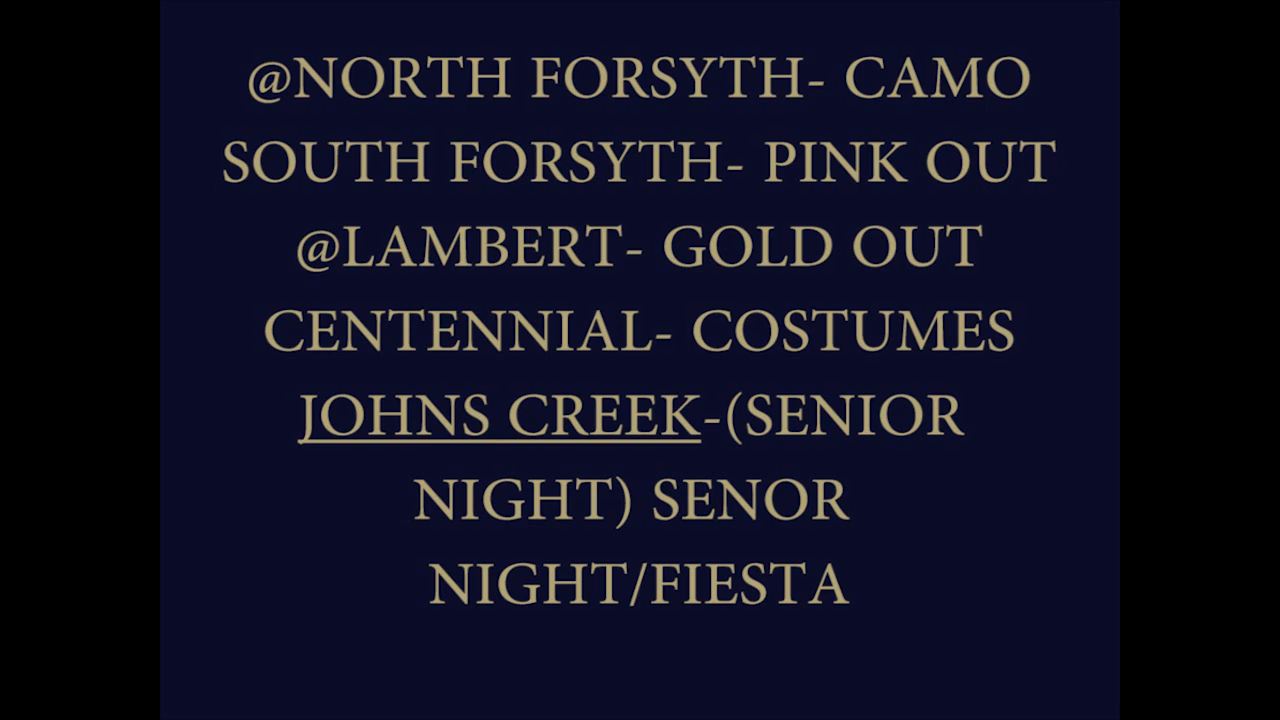 @NORTH FORSYTH- CAMO
SOUTH FORSYTH- PINK OUT
@LAMBERT- GOLD OUT
CENTENNIAL- COSTUMES
JOHNS CREEK-(SENIOR
NIGHT) SENOR
NIGHT/FIESTA